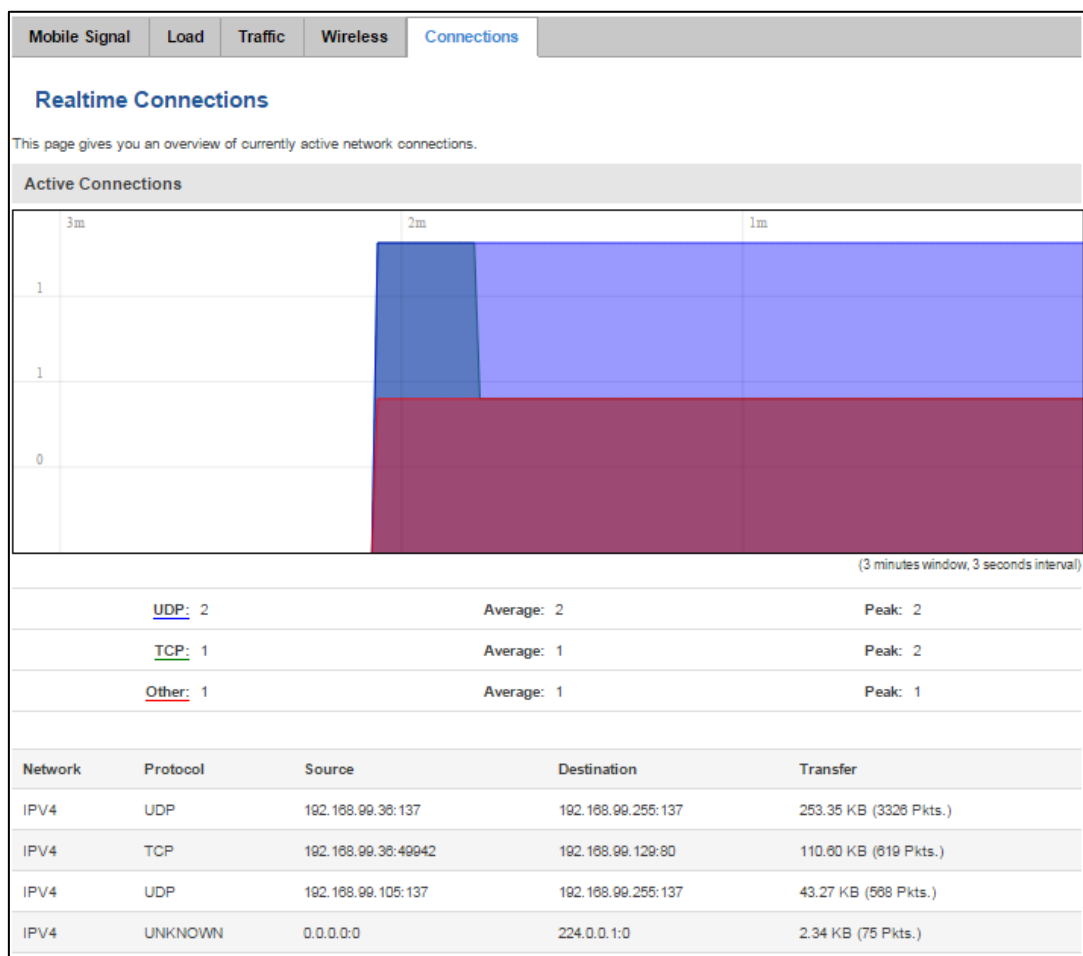 Mobile Signal Load Traffic Wireless Connections
Realtime Connections
This page gives you an overview of currently active network connections.
Active Connections
3m 2m 1m
1
1
0
(3 minutes window, 3 seconds interval)
UDP: 2 Average: 2 Peak: 2
TCP: 1 Average: 1 Peak: 2
Other: 1 Average: 1 Peak: 1
Network Protocol Source Destination Transfer
IPV4 UDP 192.168.99.36:137 192.168.99.255:137 253.35 KB (3326 Pkts.)
IPV4 TCP 192.168.99.36:49942 192.168.99.129:80 110.60 KB (619 Pkts.)
IPV4 UDP 192.168.99.105:137 192.168.99.255:137 43.27 KB (568 Pkts.)
IPV4 UNKNOWN 0.0.0.0:0 224.0.0.1:0 2.34 KB (75 Pkts.)